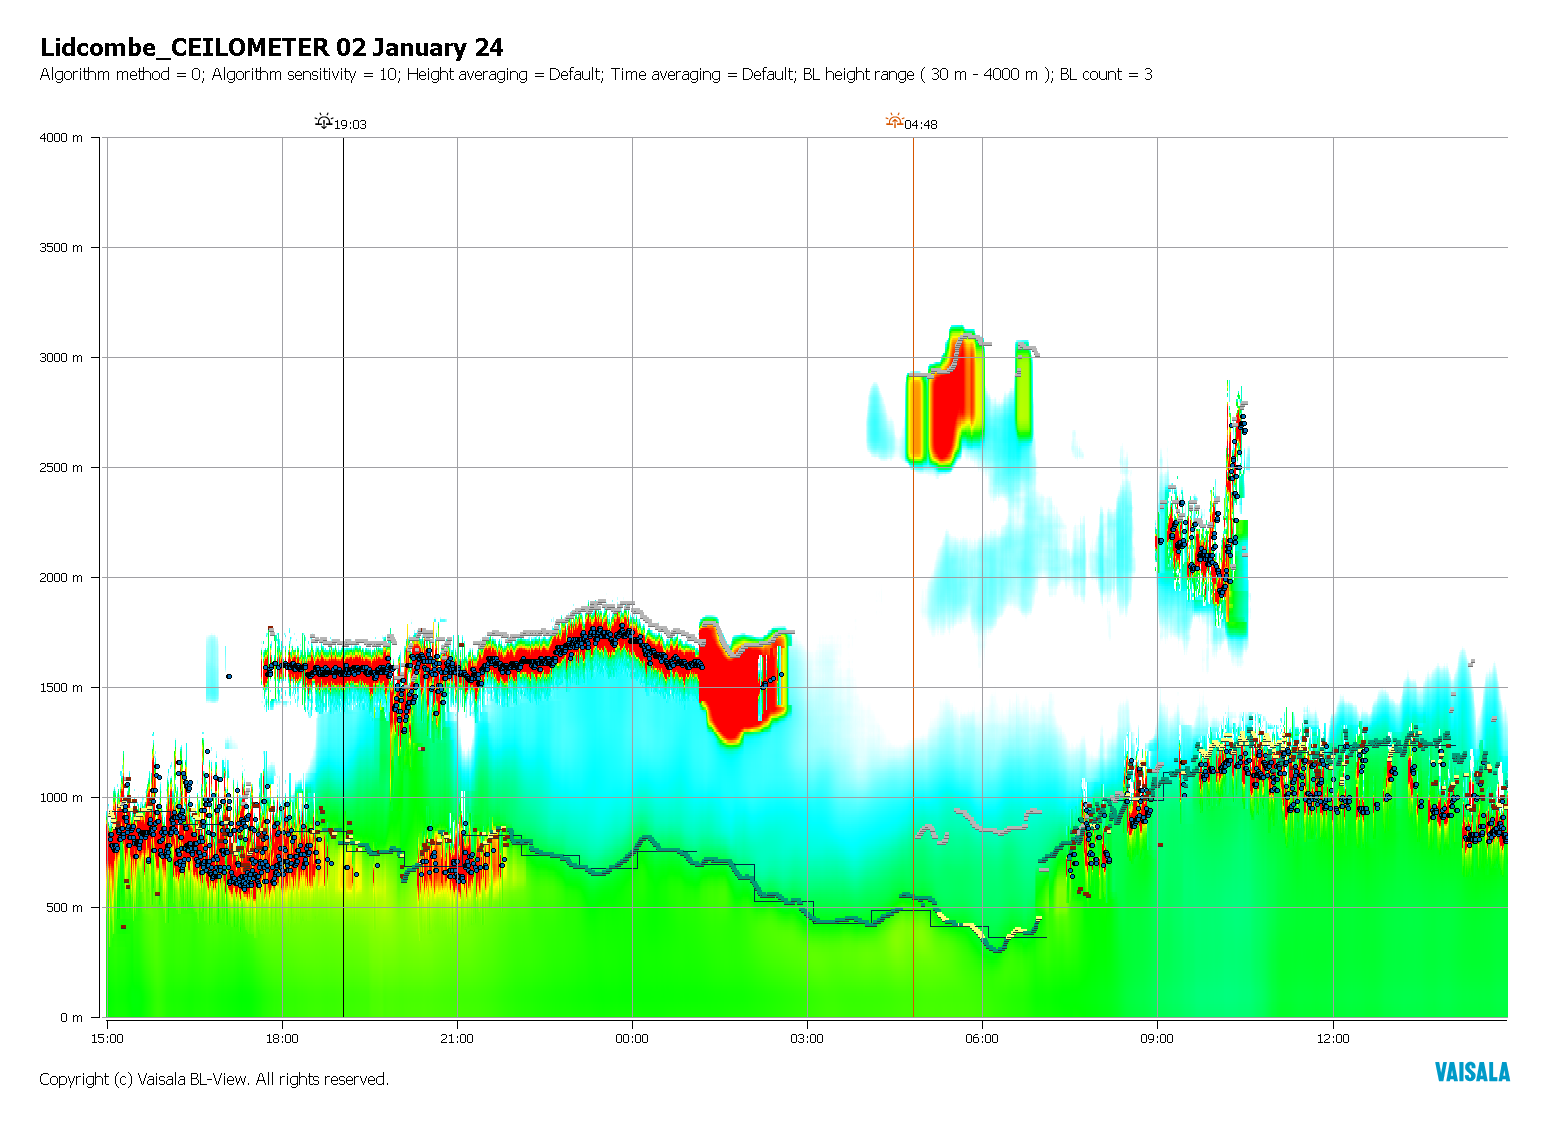 Lidcombe_CEILOMETER 02 January 24
Algorithm method = 0; Algorithm sensitivity = 10; Height averaging = Default; Time averaging = Default; BL height range ( 30 m - 4000 m ); BL count = 3
19:03
04:48
4000 m
3500 m
3000 m
2500 m
2000 m
1500 m
1000 m
500 m
0 m
15:00 18:00 21:00 00:00 03:00 06:00 09:00 12:00
Copyright (c) Vaisala BL-View. All rights reserved.
VAISALA